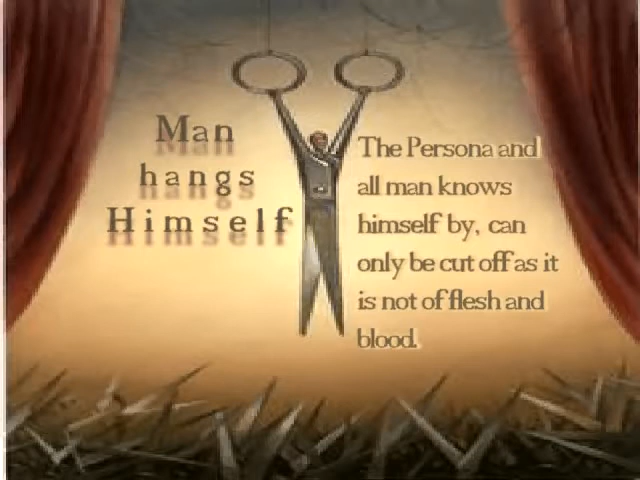 Man
hangs
Himself
The Persona and
all man knows
himself by, can
only be cut off as it
is not of flesh and
blood.